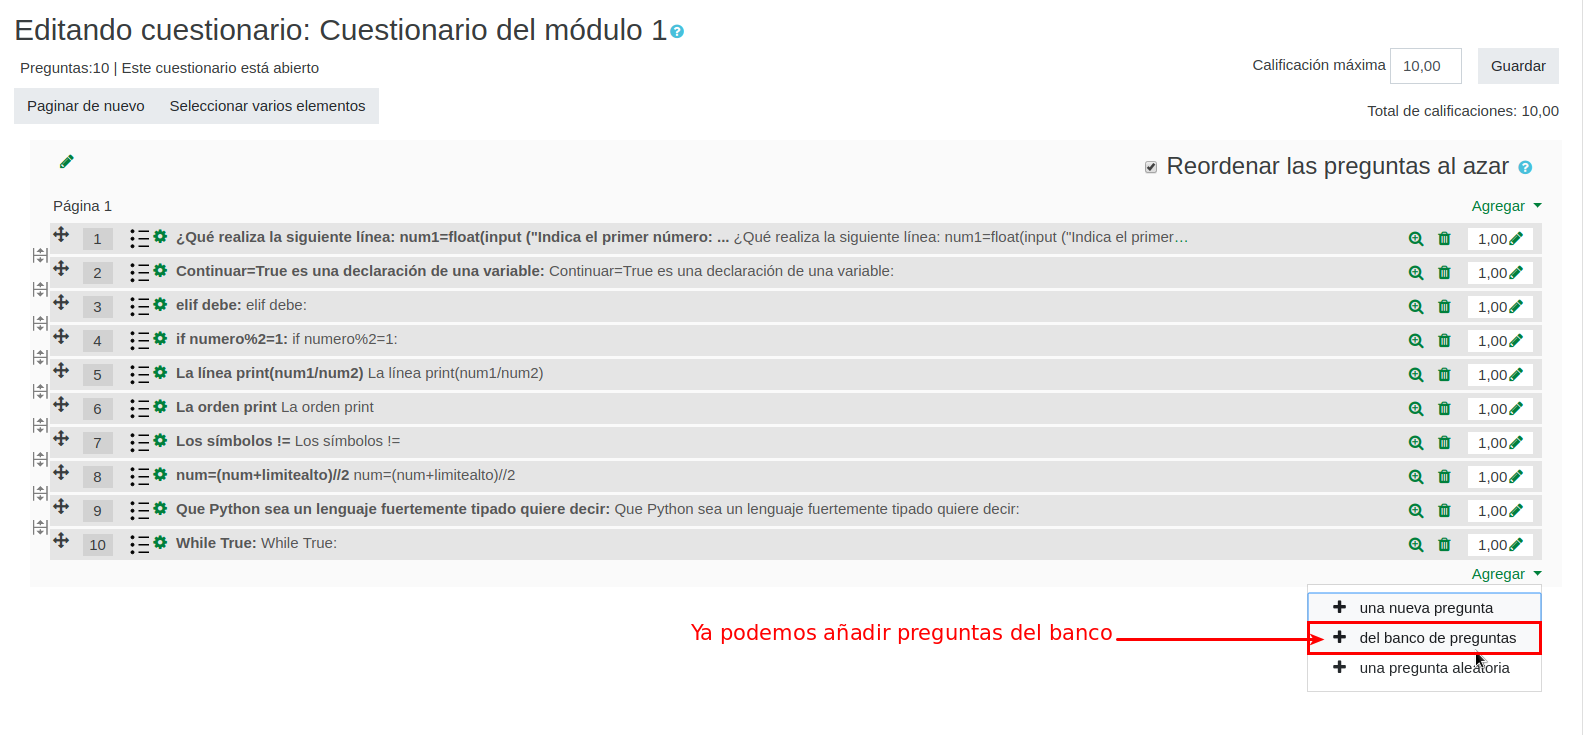 Editando cuestionario: Cuestionario del módulo 1
Preguntas:10 | Este cuestionario está abierto
Calificación máxima 10,00 Guardar
Paginar de nuevo Seleccionar varios elementos
Total de calificaciones: 10,00
Reordenar las preguntas al azar
Página 1 Agregar
1 ¿Qué realiza la siguiente línea: num1=float(input ("Indica el primer número: ... ¿Qué realiza la siguiente línea: num1=float(input ("Indica el primer… 1,00
2 Continuar=True es una declaración de una variable: Continuar=True es una declaración de una variable: 1,00
3 elif debe: elif debe: 1,00
4 if numero%2=1: if numero%2=1: 1,00
5 La línea print(num1/num2) La línea print(num1/num2) 1,00
6 La orden print La orden print 1,00
7 Los símbolos != Los símbolos != 1,00
8 num=(num+limitealto)//2 num=(num+limitealto)//2 1,00
9 Que Python sea un lenguaje fuertemente tipado quiere decir: Que Python sea un lenguaje fuertemente tipado quiere decir: 1,00
10 While True: While True: 1,00
Agregar
una nueva pregunta
Ya podemos añadir preguntas del banco
del banco de preguntas
una pregunta aleatoria